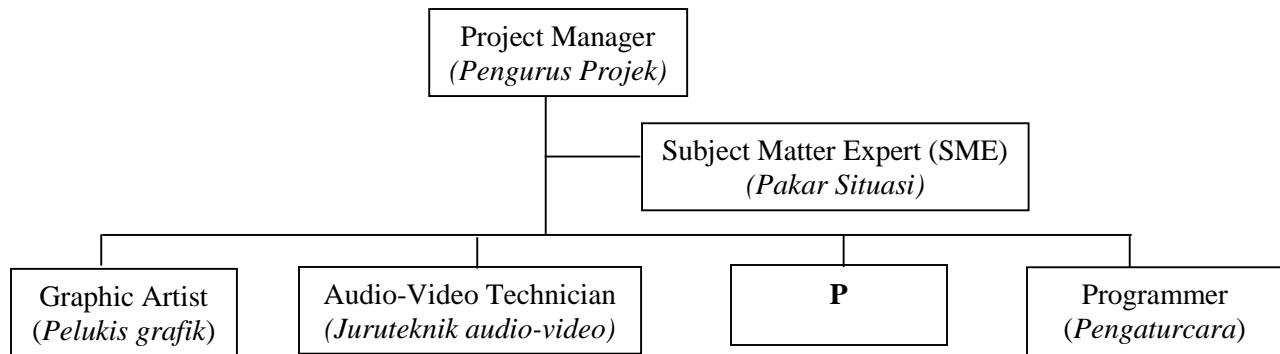 Project Manager
(Pengurus Projek)
Subject Matter Expert (SME)
(Pakar Situasi)
Graphic Artist
(Pelukis grafik)
Audio-Video Technician
(Juruteknik audio-video)
P
Programmer
(Pengaturcara)